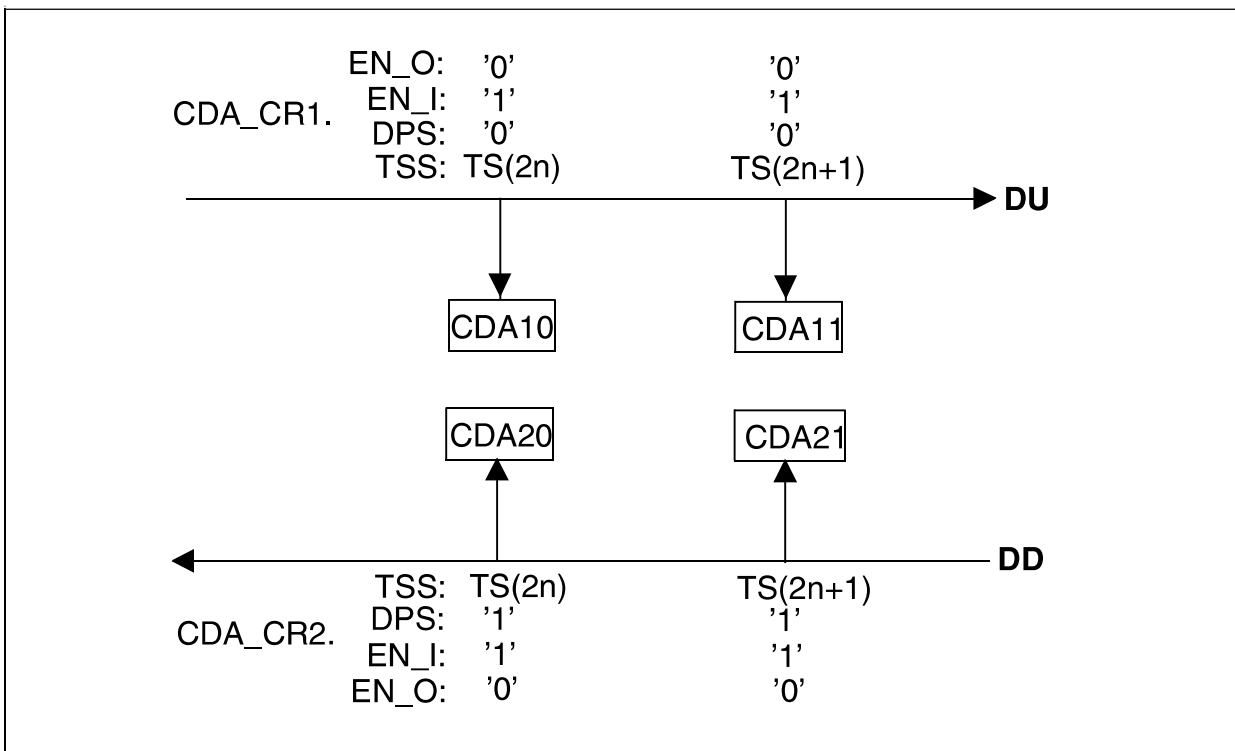 EN_O: '0' '0'
CDA_CR1. EN_I: '1' '1'
DPS: '0' '0'
TSS: TS(2n) TS(2n+1)
DU
CDA10 CDA11
CDA20 CDA21
DD
TSS: TS(2n) TS(2n+1)
CDA_CR2. DPS: '1' '1'
EN_I: '1' '1'
EN_O: '0' '0'